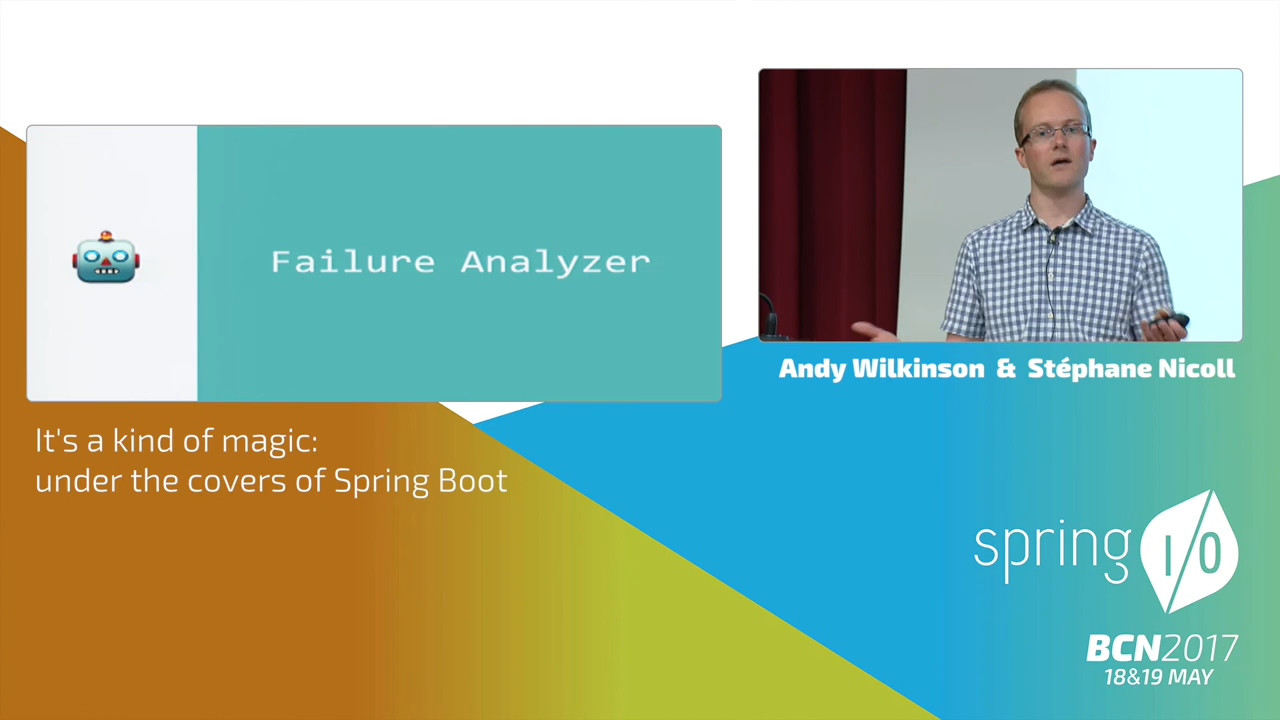 Failure Analyzer
Andy Wilkinson & Stéphane Nicoll
It's a kind of magic:
under the covers of Spring Boot
spring I/O
BCN2017
18&19 MAY